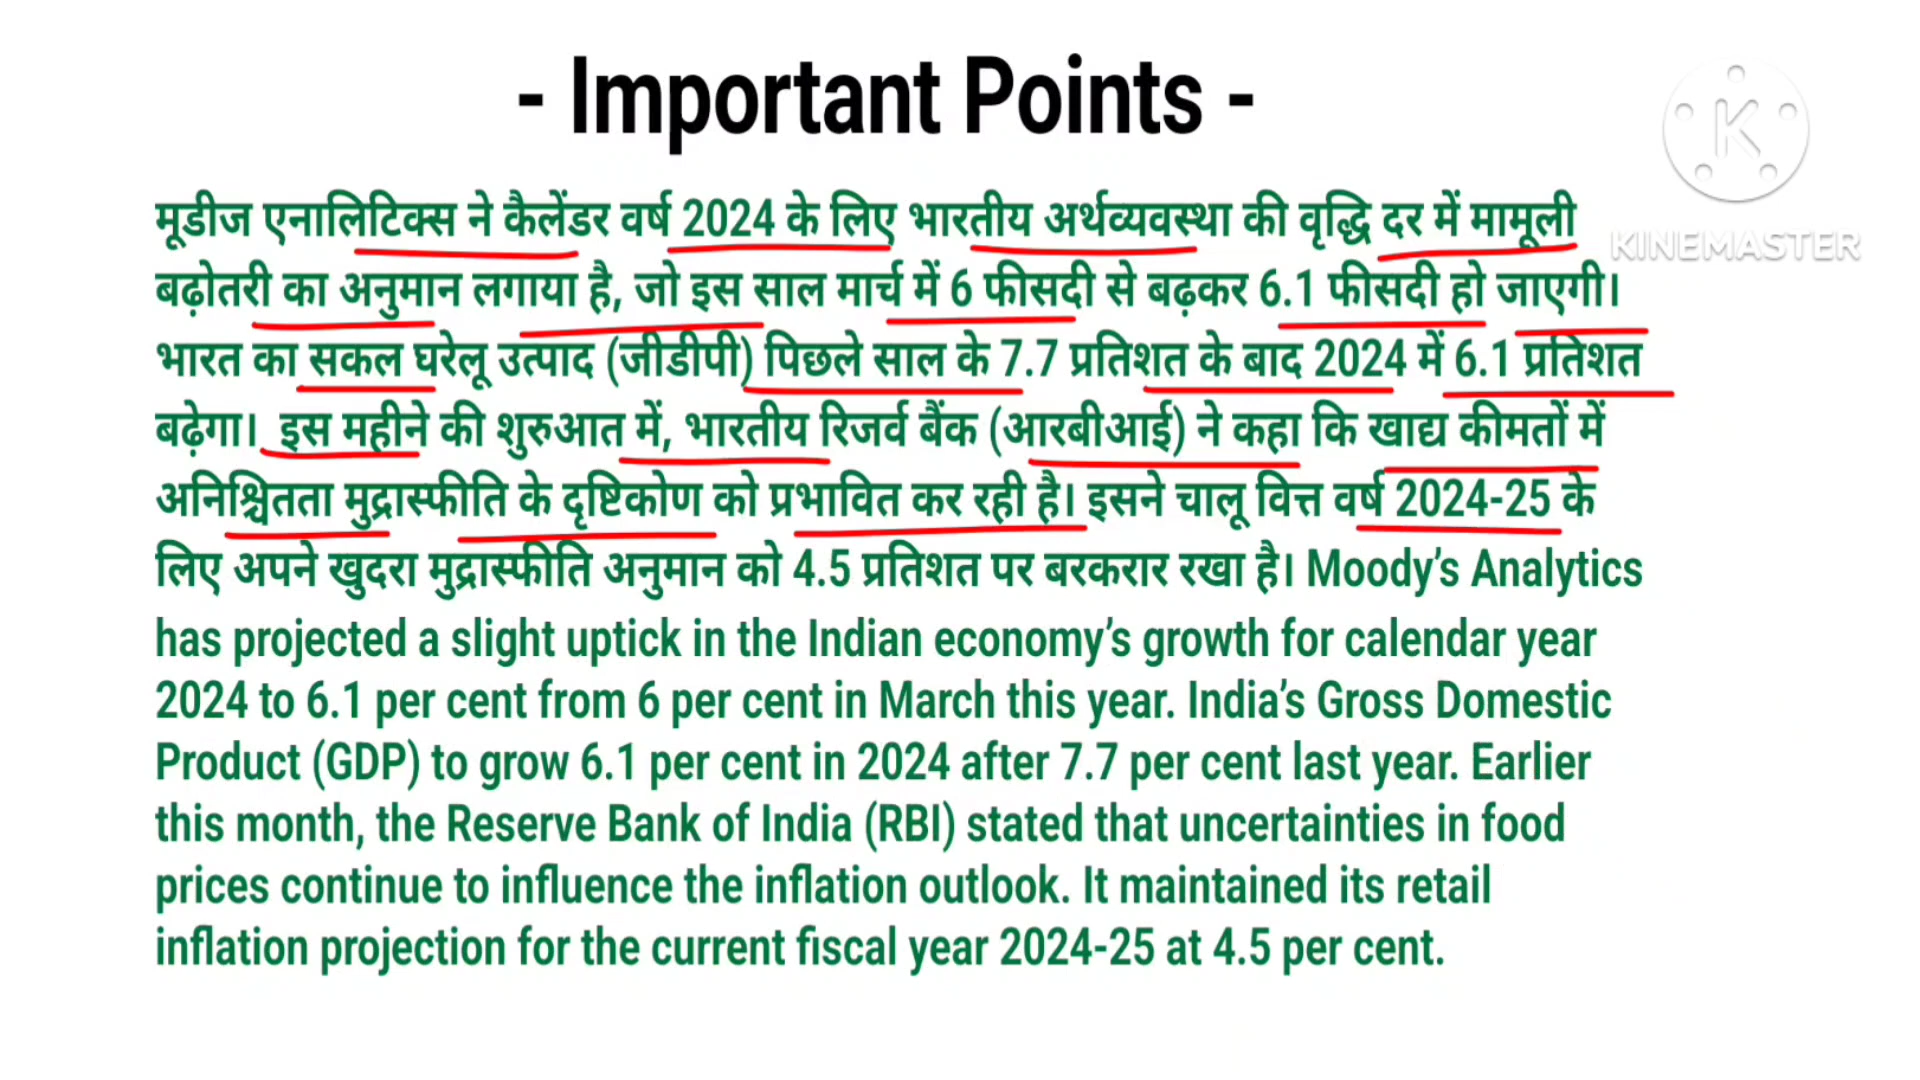 - Important Points -
K
KINEMASTER
मूडीज एनालिटिक्स ने कैलेंडर वर्ष 2024 के लिए भारतीय अर्थव्यवस्था की वृद्धि दर में मामूली
बढ़ोतरी का अनुमान लगाया है, जो इस साल मार्च में 6 फीसदी से बढ़कर 6.1 फीसदी हो जाएगी।
भारत का सकल घरेलू उत्पाद (जीडीपी) पिछले साल के 7.7 प्रतिशत के बाद 2024 में 6.1 प्रतिशत
बढ़ेगा। इस महीने की शुरुआत में, भारतीय रिजर्व बैंक (आरबीआई) ने कहा कि खाद्य कीमतों में
अनिश्चितता मुद्रास्फीति के दृष्टिकोण को प्रभावित कर रही है। इसने चालू वित्त वर्ष 2024-25 के
लिए अपने खुदरा मुद्रास्फीति अनुमान को 4.5 प्रतिशत पर बरकरार रखा है। Moody’s Analytics
has projected a slight uptick in the Indian economy’s growth for calendar year
2024 to 6.1 per cent from 6 per cent in March this year. India’s Gross Domestic
Product (GDP) to grow 6.1 per cent in 2024 after 7.7 per cent last year. Earlier
this month, the Reserve Bank of India (RBI) stated that uncertainties in food
prices continue to influence the inflation outlook. It maintained its retail
inflation projection for the current fiscal year 2024-25 at 4.5 per cent.